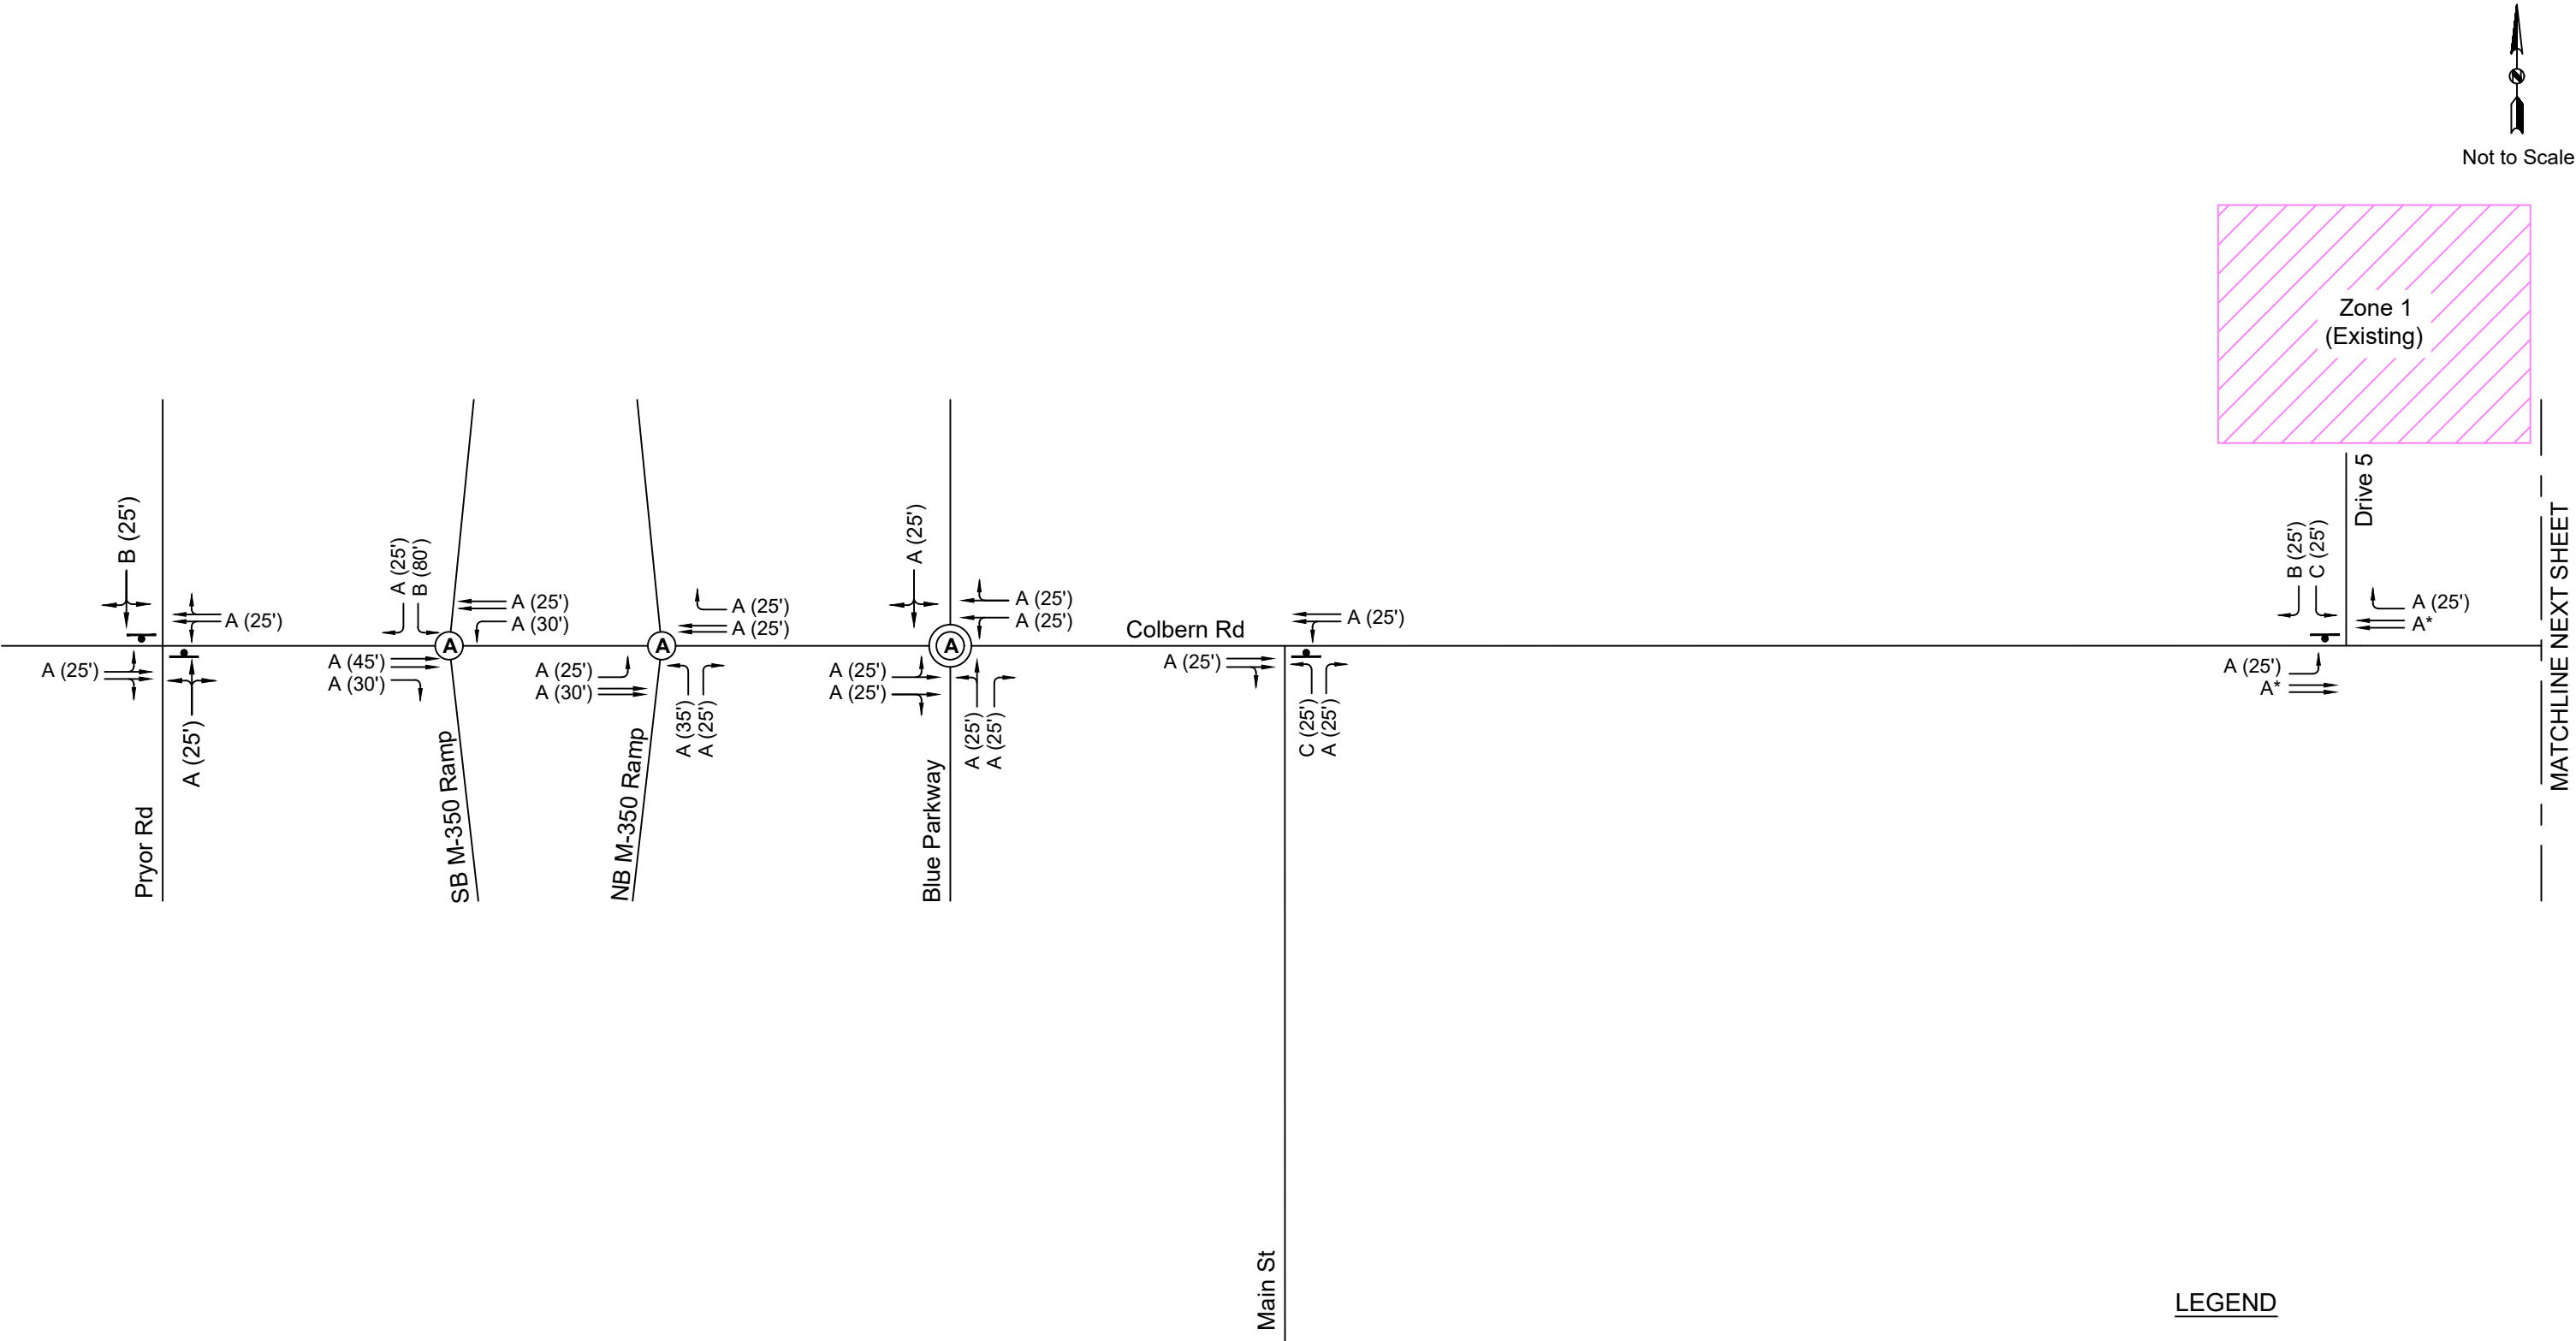 Not to Scale
Zone 1
(Existing)
Drive 5
MATCHLINE NEXT SHEET
B (25')
A (25')
A (25')
A (25')
Pryor Rd
A (25')
B (80')
A (25')
A (30')
A (45')
A (30')
A
SB M-350 Ramp
A (25')
A (25')
A (25')
A (30')
A
A (35')
A (25')
NB M-350 Ramp
A (25')
A (25')
A (25')
A (25')
A (25')
A
A (25')
A (25')
Blue Parkway
Colbern Rd
A (25')
A (25')
C (25')
A (25')
Main St
B (25')
C (25')
A (25')
A*
A (25')
A*
LEGEND